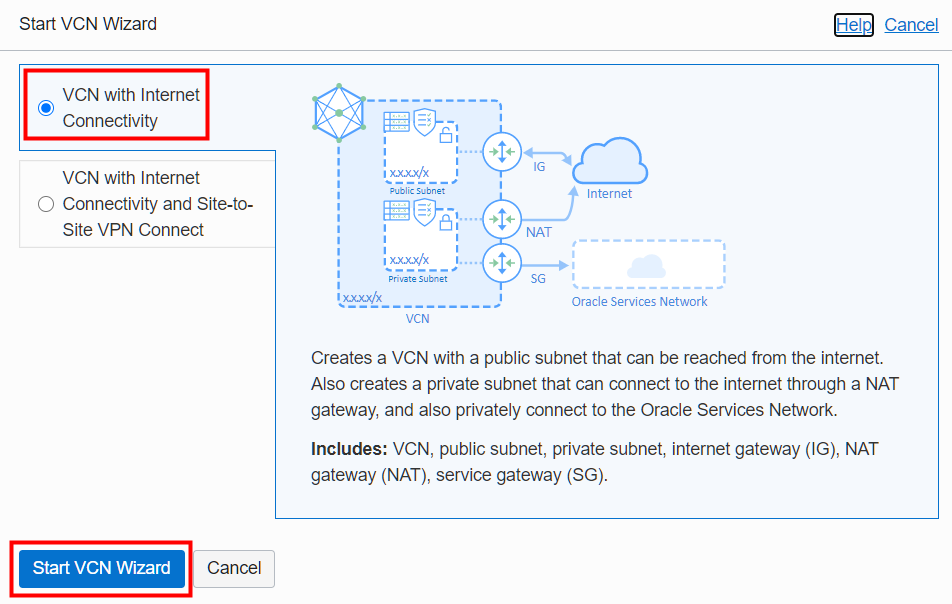 Start VCN Wizard
Help Cancel
VCN with Internet
Connectivity
VCN with Internet
Connectivity and Site-to-
Site VPN Connect
x.x.x.x/x
Public Subnet
x.x.x.x/x
Private Subnet
x.x.x.x/x
VCN
IG
NAT
SG
Internet
Oracle Services Network
Creates a VCN with a public subnet that can be reached from the internet.
Also creates a private subnet that can connect to the internet through a NAT
gateway, and also privately connect to the Oracle Services Network.
Includes: VCN, public subnet, private subnet, internet gateway (IG), NAT
gateway (NAT), service gateway (SG).
Start VCN Wizard
Cancel